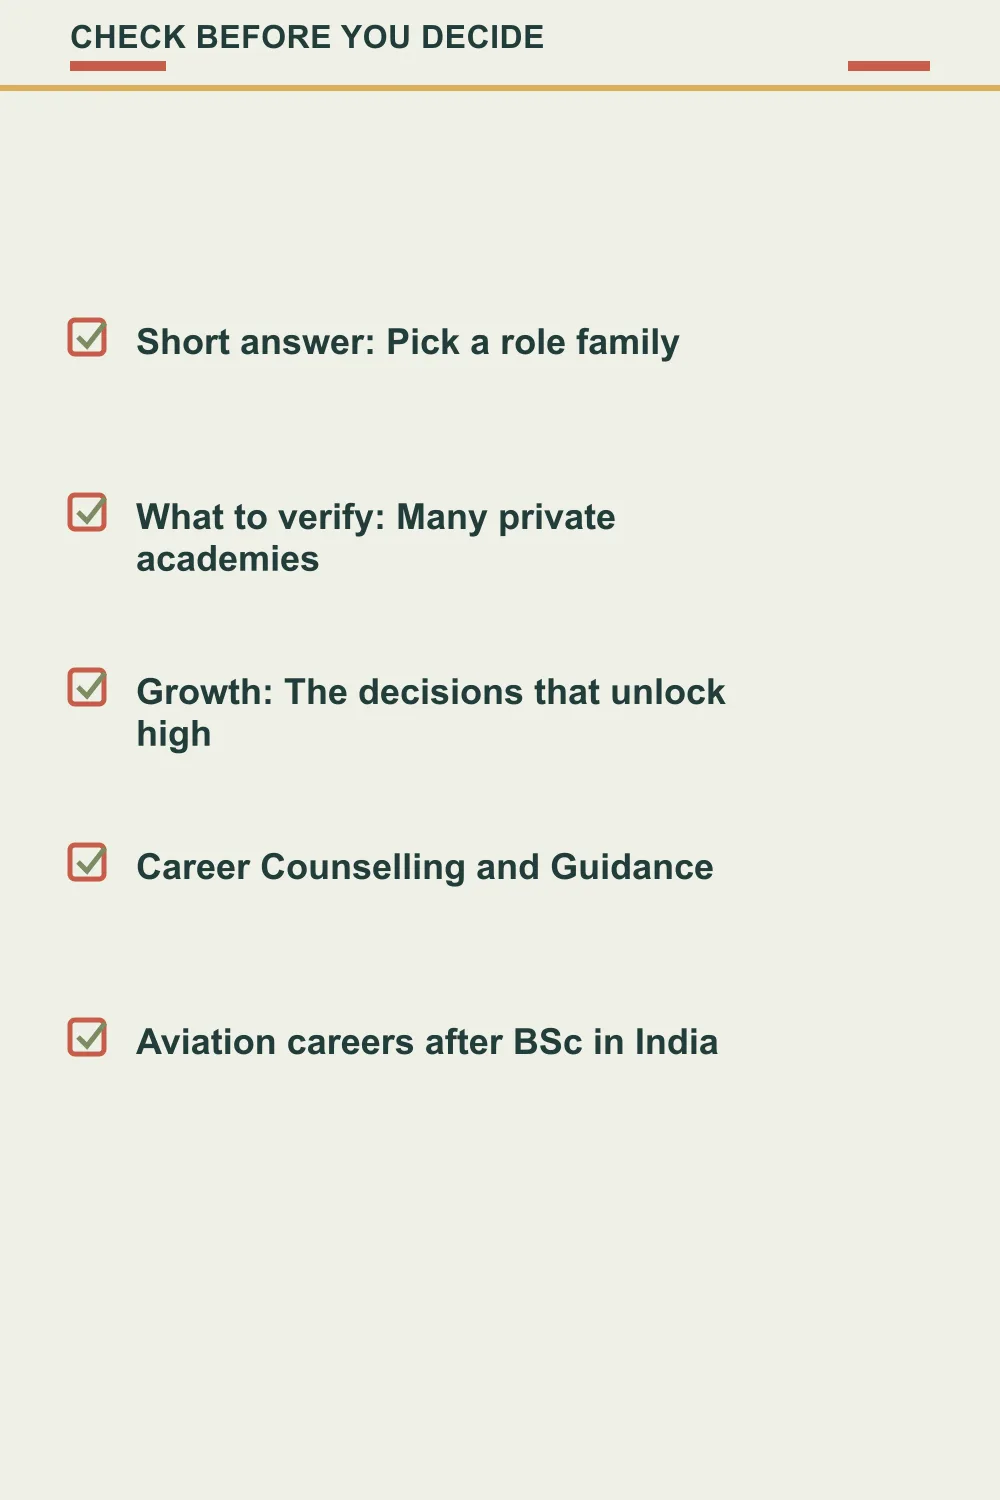 CHECK BEFORE YOU DECIDE
Short answer: Pick a role family
What to verify: Many private
academies
Growth: The decisions that unlock
high
Career Counselling and Guidance
Aviation careers after BSc in India